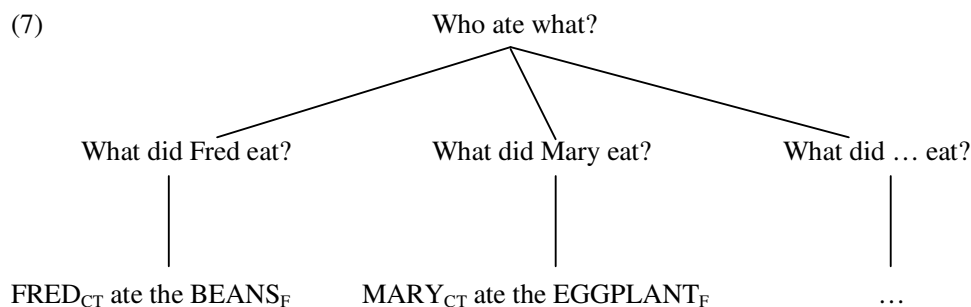 (7) Who ate what?
What did Fred eat? What did Mary eat? What did … eat?
FRED_CT ate the BEANS_F MARY_CT ate the EGGPLANT_F …